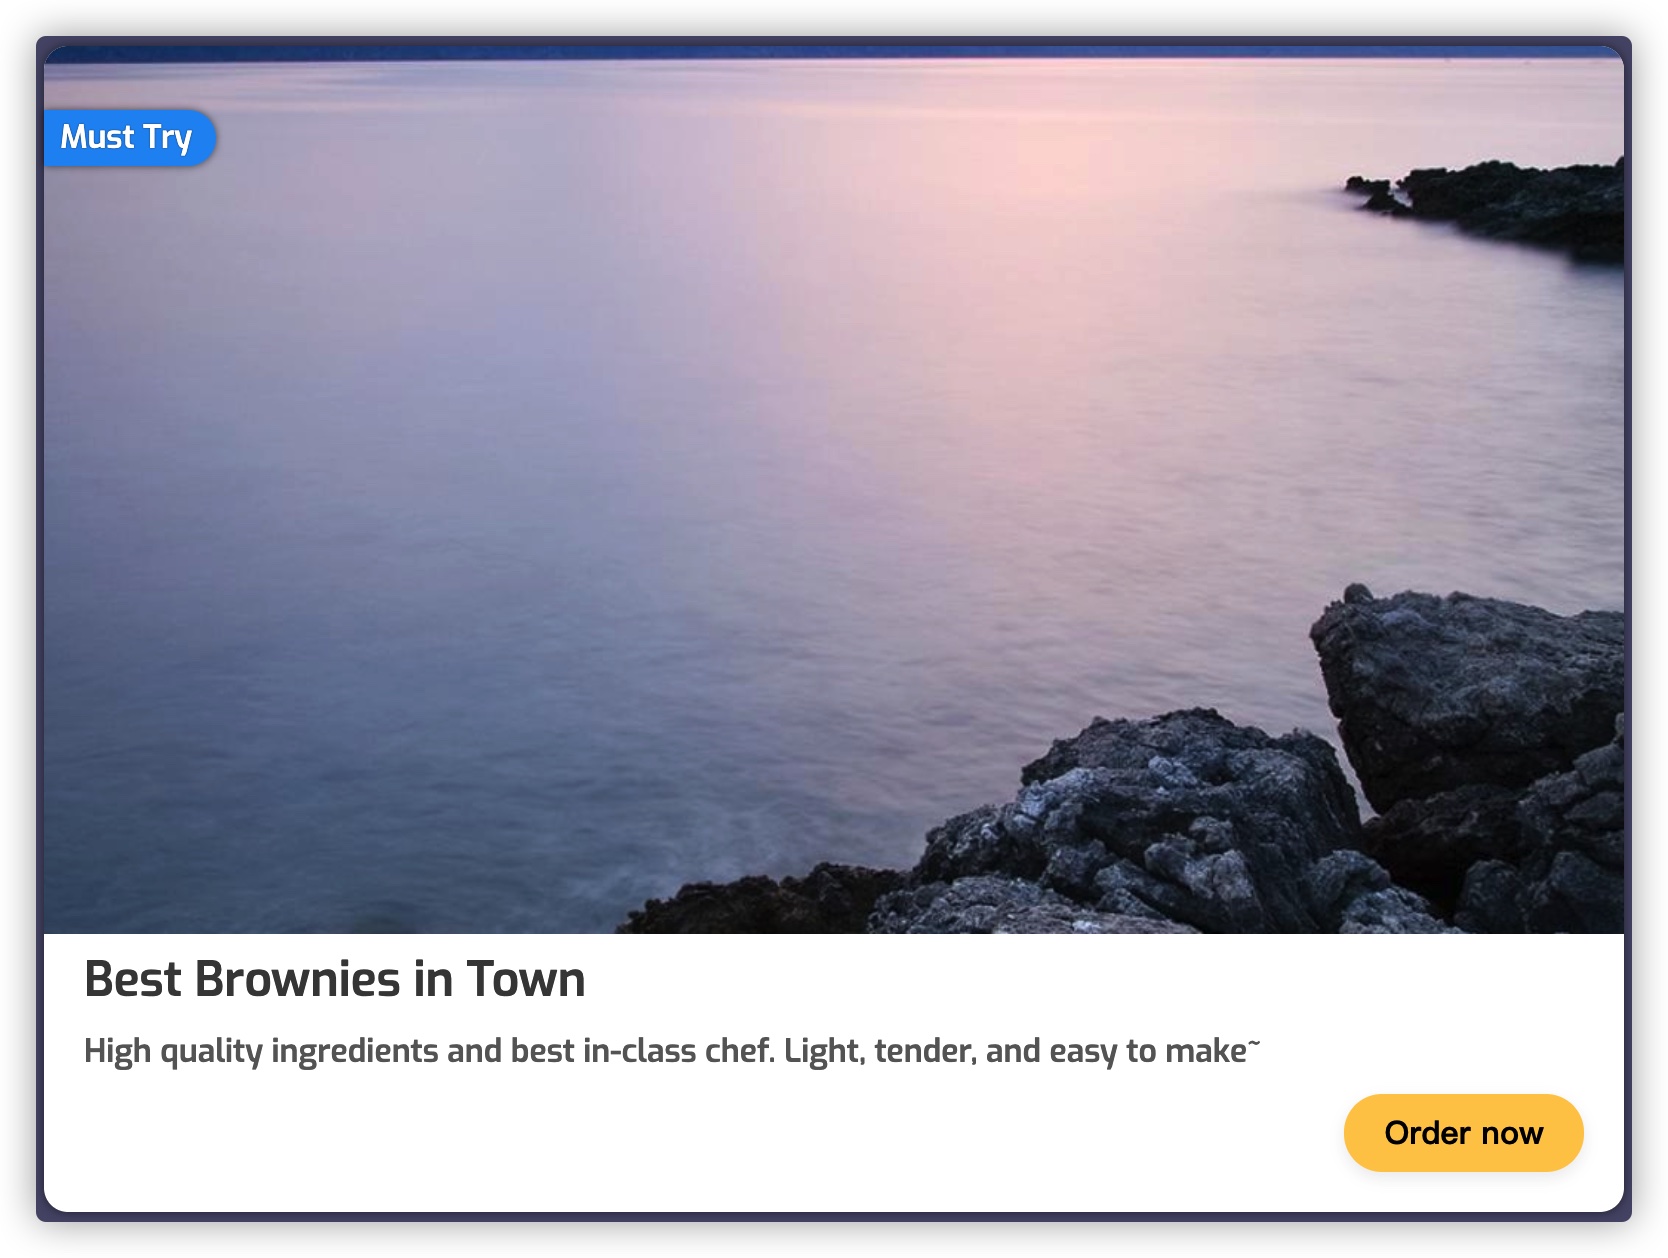 Must Try
Best Brownies in Town
High quality ingredients and best in-class chef. Light, tender, and easy to make~
Order now